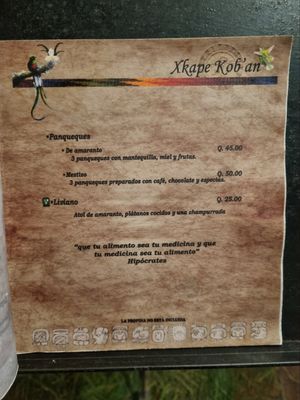 Xkape Kob'an
•Panqueques
• De amaranto Q. 45.00
3 panqueques con mantequilla, miel y frutas.
• Mestizo Q. 50.00
3 panqueques preparados con café, chocolate y especies.
•Liviano Q. 25.00
Atol de amaranto, plátanos cocidos y una champurrada
"que tu alimento sea tu medicina y que
tu medicina sea tu alimento"
Hipócrates
LA PROPINA NO ESTÁ INCLUIDA